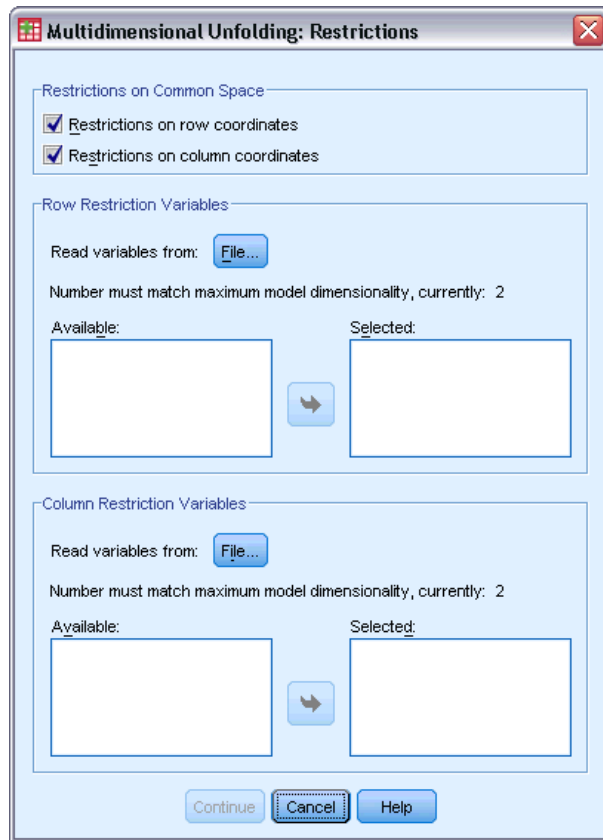 Multidimensional Unfolding: Restrictions
Restrictions on Common Space
Restrictions on row coordinates
Restrictions on column coordinates
Row Restriction Variables
Read variables from: File...
Number must match maximum model dimensionality, currently: 2
Available: Selected:
Column Restriction Variables
Read variables from: File...
Number must match maximum model dimensionality, currently: 2
Available: Selected:
Continue Cancel Help